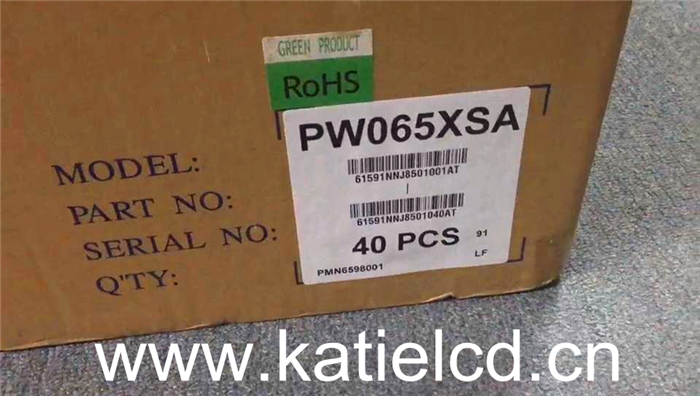 GREEN PRODUCT
RoHS
PW065XSA
MODEL:
61591NNJ8501001AT
PART NO:
61591NNJ8501040AT
SERIAL NO:
40 PCS
91
Q'TY:
PMN6598001
LF
www.katielcd.cn